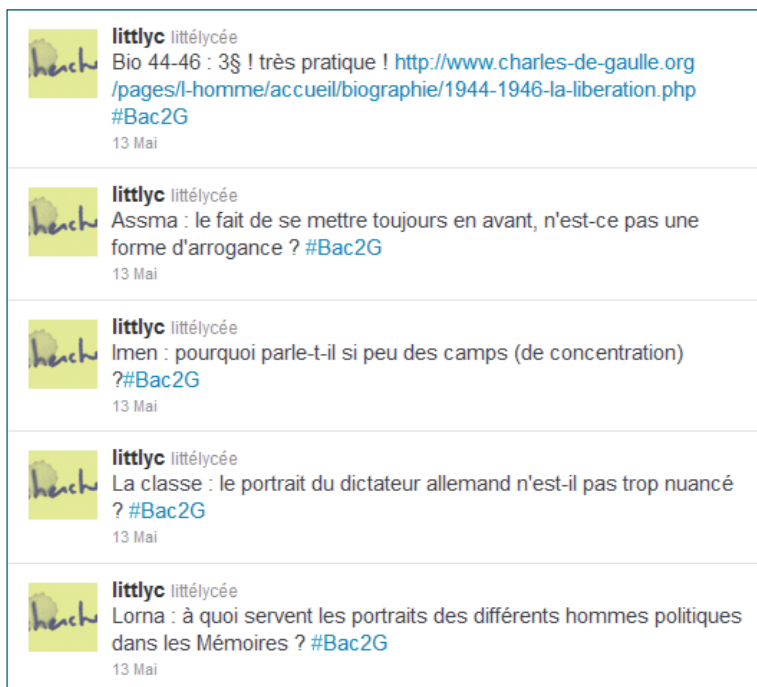 littlyc littélycée
Bio 44-46 : 3§ ! très pratique ! http://www.charles-de-gaulle.org
/pages/l-homme/accueil/biographie/1944-1946-la-liberation.php
#Bac2G
13 Mai
littlyc littélycée
Assma : le fait de se mettre toujours en avant, n'est-ce pas une
forme d'arrogance ? #Bac2G
13 Mai
littlyc littélycée
Imen : pourquoi parle-t-il si peu des camps (de concentration)
?#Bac2G
13 Mai
littlyc littélycée
La classe : le portrait du dictateur allemand n'est-il pas trop nuancé
? #Bac2G
13 Mai
littlyc littélycée
Lorna : à quoi servent les portraits des différents hommes politiques
dans les Mémoires ? #Bac2G
13 Mai